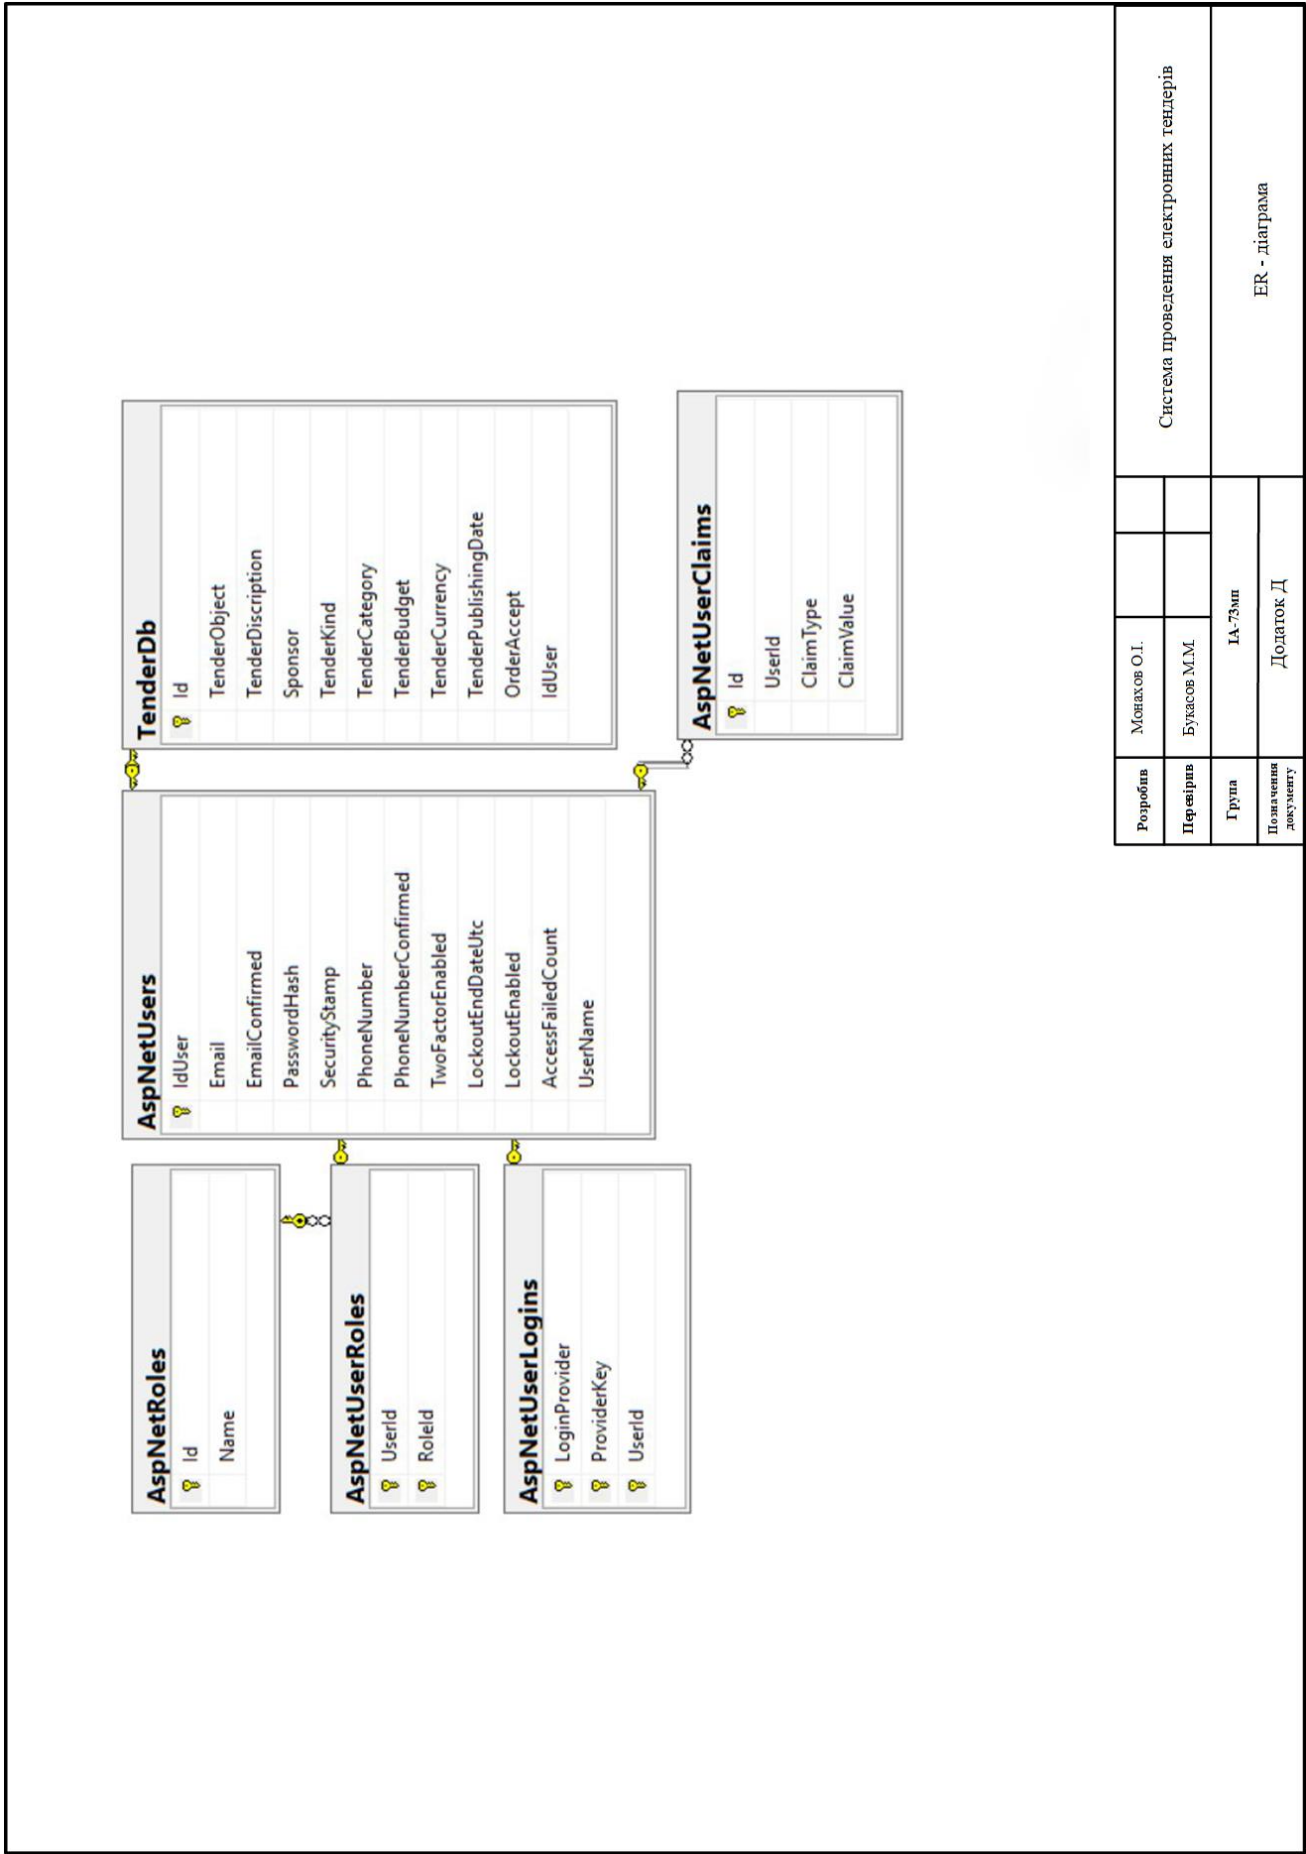 AspNetRoles
Id
Name
AspNetUserRoles
UserId
RoleId
AspNetUserLogins
LoginProvider
ProviderKey
UserId
AspNetUsers
IdUser
Email
EmailConfirmed
PasswordHash
SecurityStamp
PhoneNumber
PhoneNumberConfirmed
TwoFactorEnabled
LockoutEndDateUtc
LockoutEnabled
AccessFailedCount
UserName
TenderDb
Id
TenderObject
TenderDiscription
Sponsor
TenderKind
TenderCategory
TenderBudget
TenderCurrency
TenderPublishingDate
OrderAccept
IdUser
AspNetUserClaims
Id
UserId
ClaimType
ClaimValue
Розробив
Монахов О.І.
Система проведення електронних тендерів
Перевірив
Букасов М.М.
Група
ІА-73мп
ER - діаграма
Позначення
документу
Додаток Д